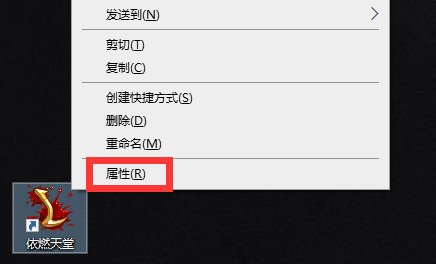 发送到(N)
剪切(T)
复制(C)
创建快捷方式(S)
删除(D)
重命名(M)
属性(R)
依燃天堂